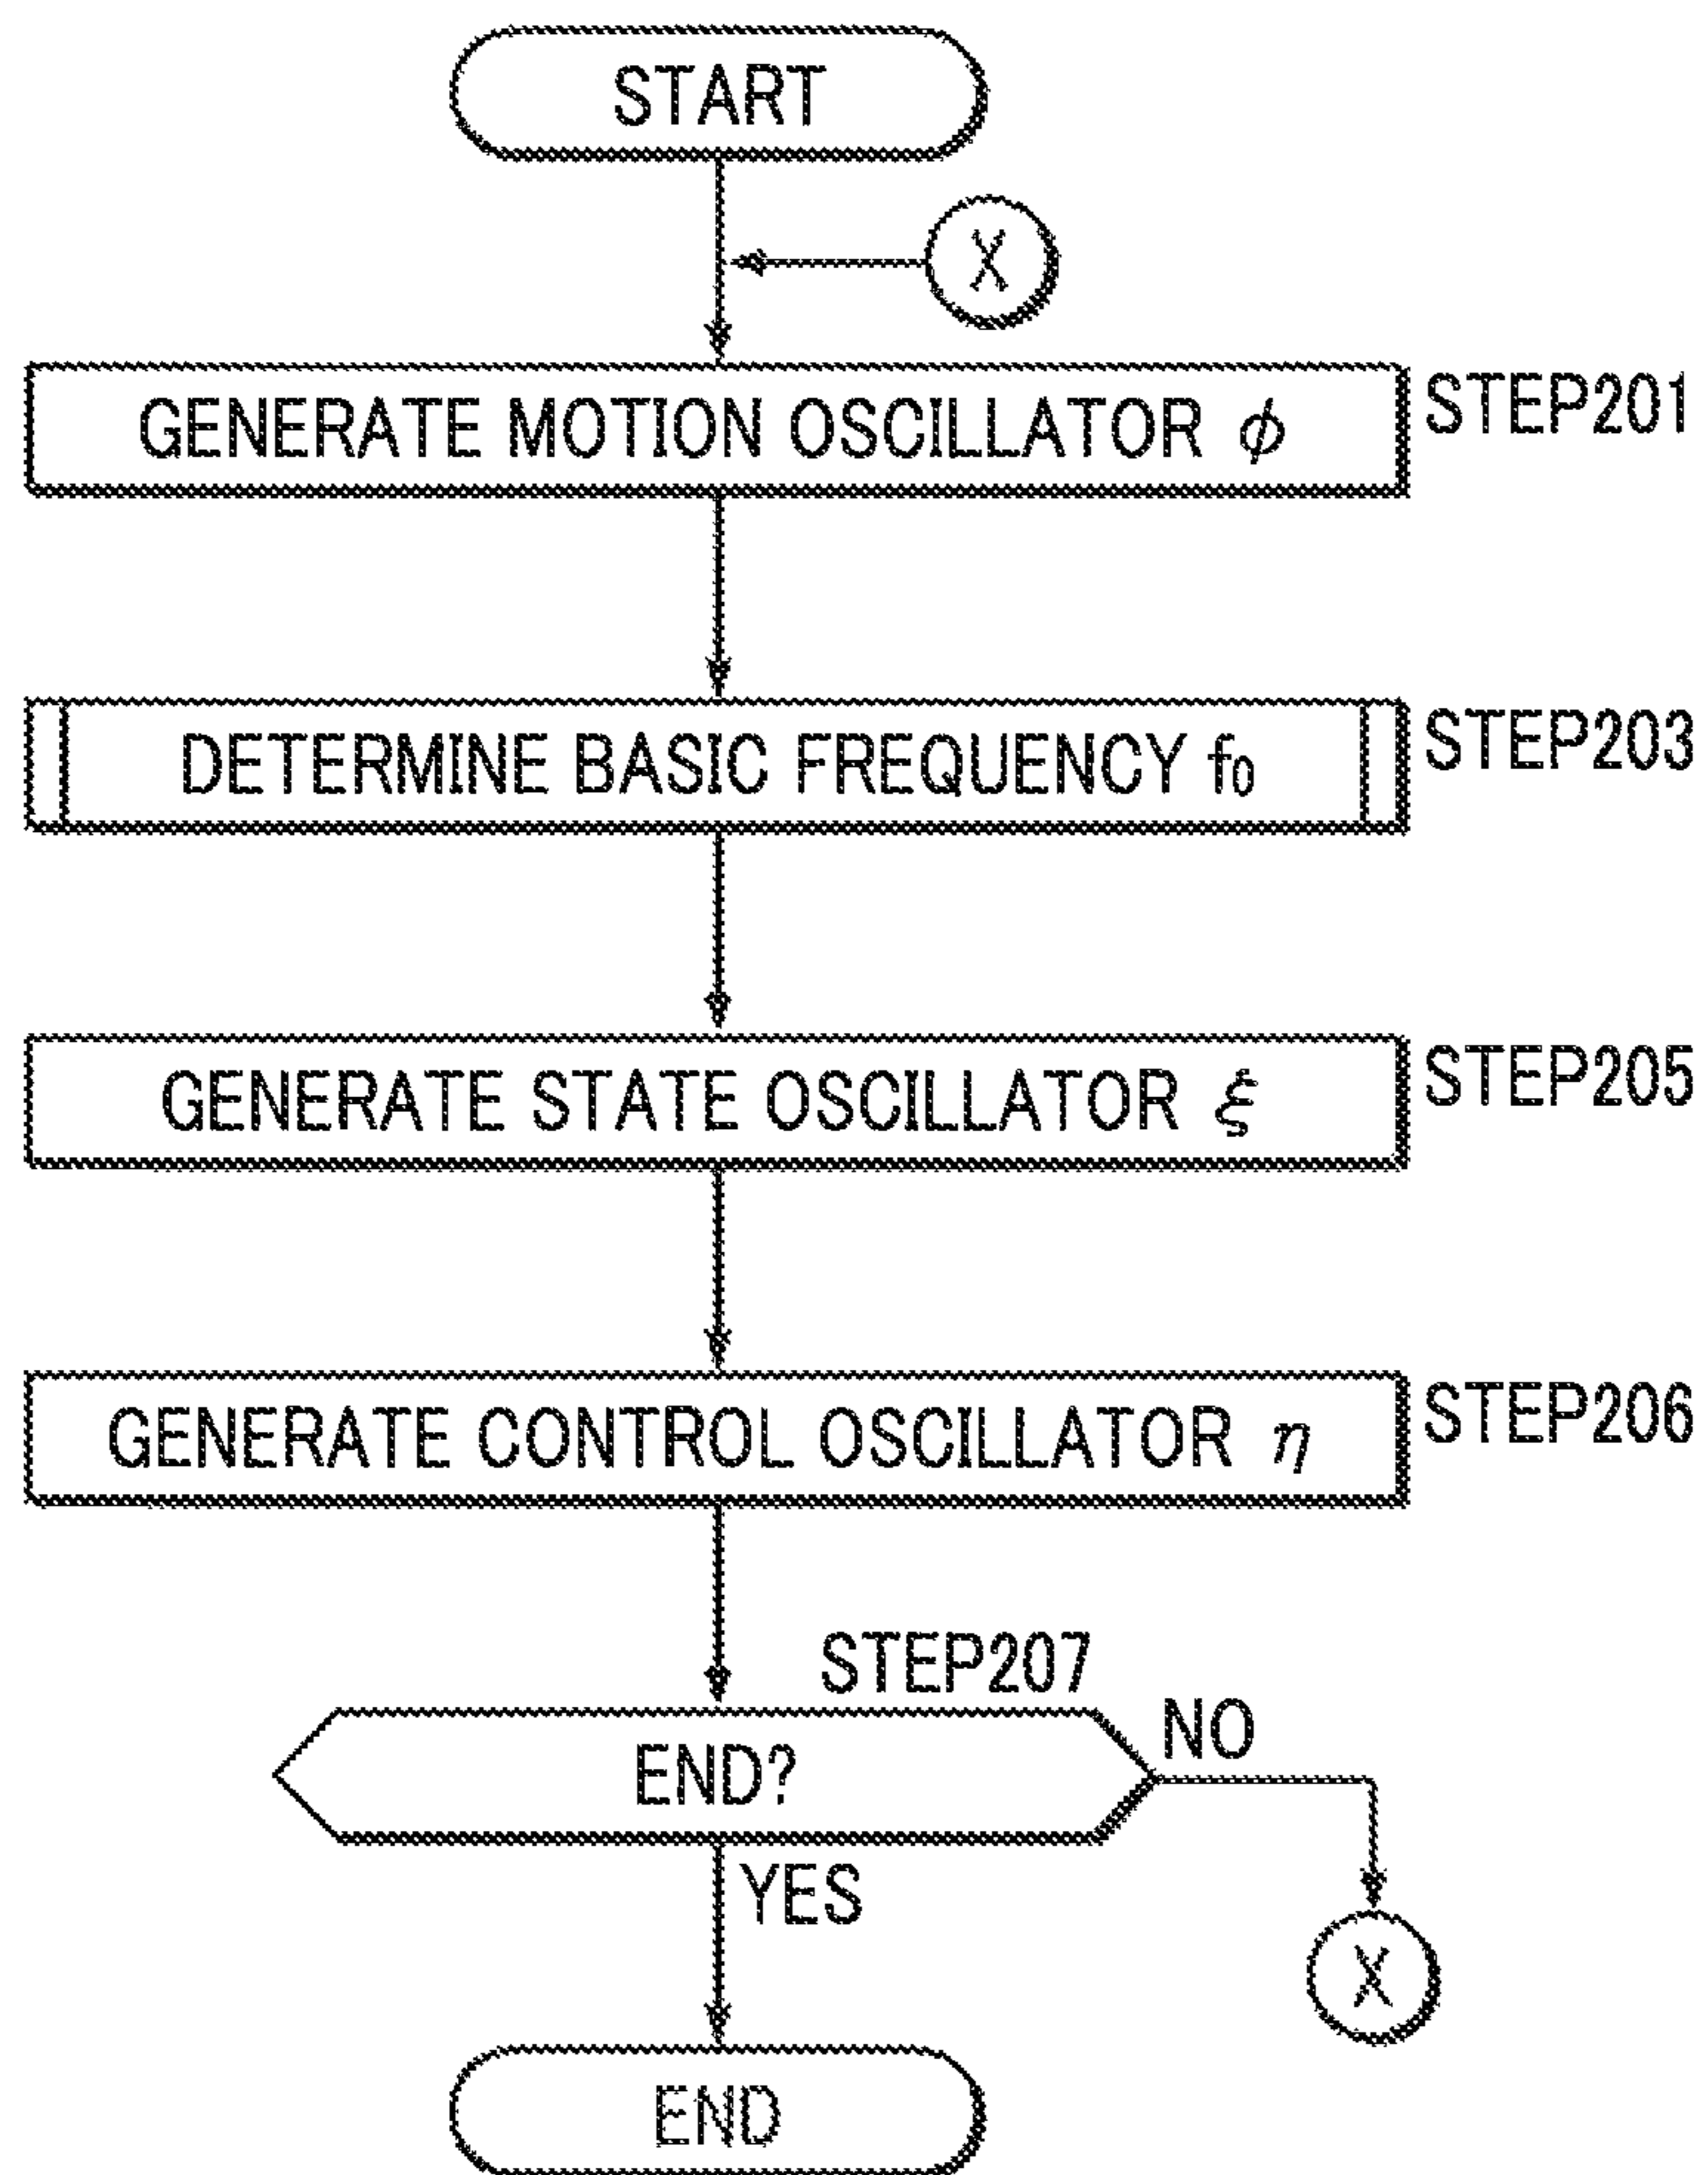 START
X
GENERATE MOTION OSCILLATOR ϕ STEP201
DETERMINE BASIC FREQUENCY f₀ STEP203
GENERATE STATE OSCILLATOR ξ STEP205
GENERATE CONTROL OSCILLATOR η STEP206
STEP207
END? NO
YES
X
END